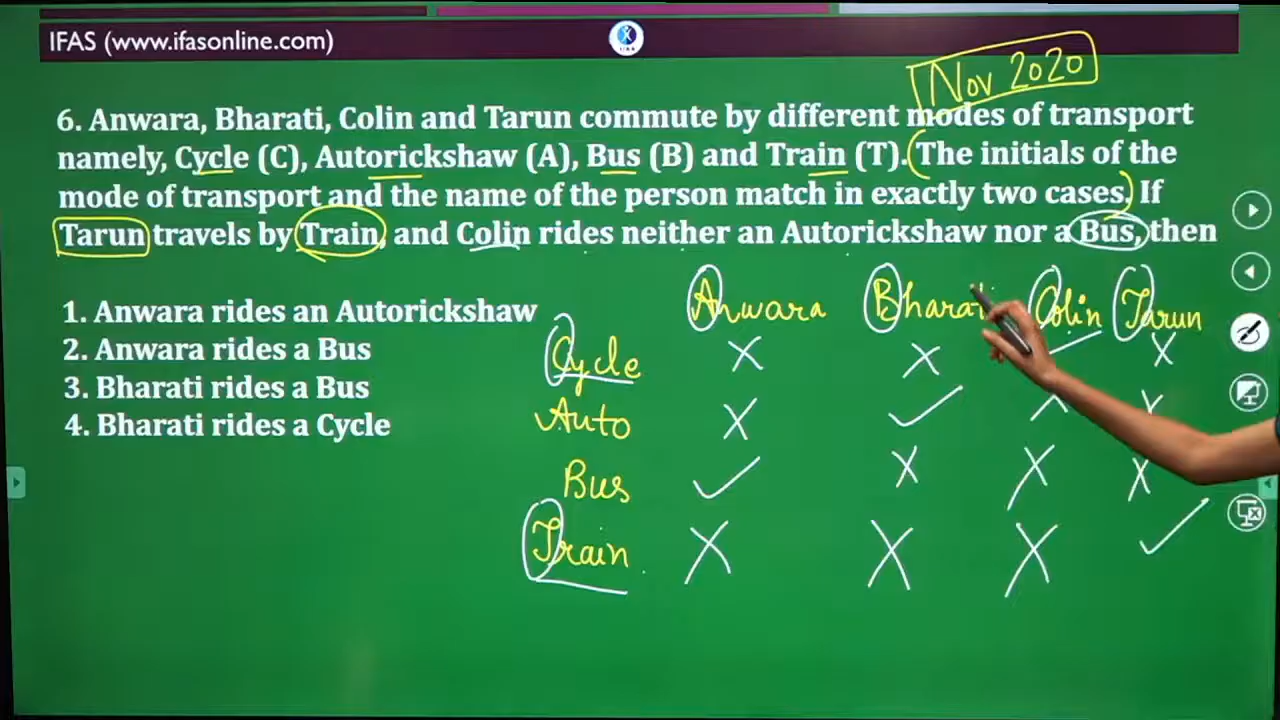 IFAS (www.ifasonline.com)
Nov 2020
6. Anwara, Bharati, Colin and Tarun commute by different modes of transport
namely, Cycle (C), Autorickshaw (A), Bus (B) and Train (T). The initials of the
mode of transport and the name of the person match in exactly two cases. If
Tarun travels by Train, and Colin rides neither an Autorickshaw nor a Bus, then
1. Anwara rides an Autorickshaw
2. Anwara rides a Bus
3. Bharati rides a Bus
4. Bharati rides a Cycle
Anwara Bharati Colin Tarun
Cycle X X ✓ X
Auto X ✓ X X
Bus ✓ X X X
Train X X X ✓